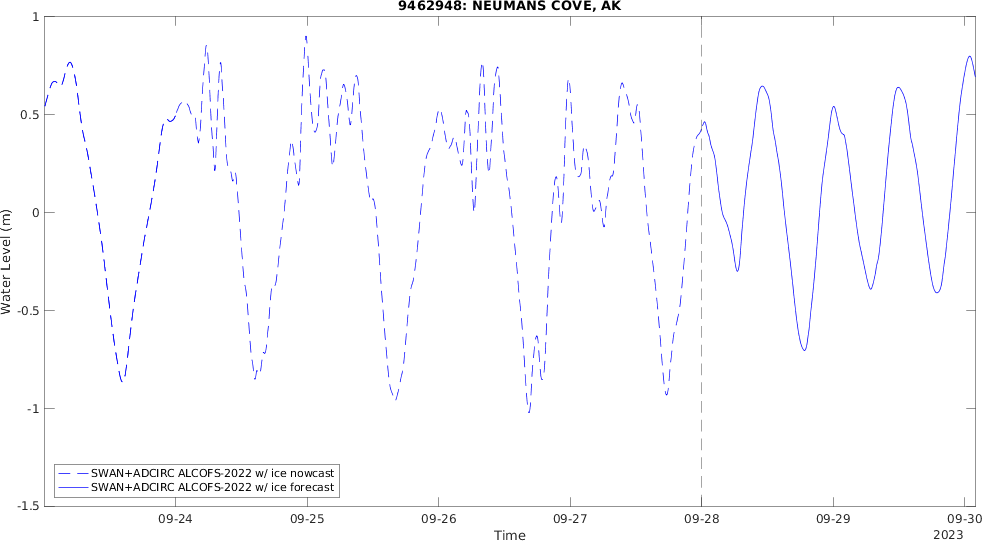 9462948: NEUMANS COVE, AK
Water Level (m)
1
0.5
0
-0.5
-1
-1.5
SWAN+ADCIRC ALCOFS-2022 w/ ice nowcast
SWAN+ADCIRC ALCOFS-2022 w/ ice forecast
09-24 09-25 09-26 09-27 09-28 09-29 09-30
Time
2023